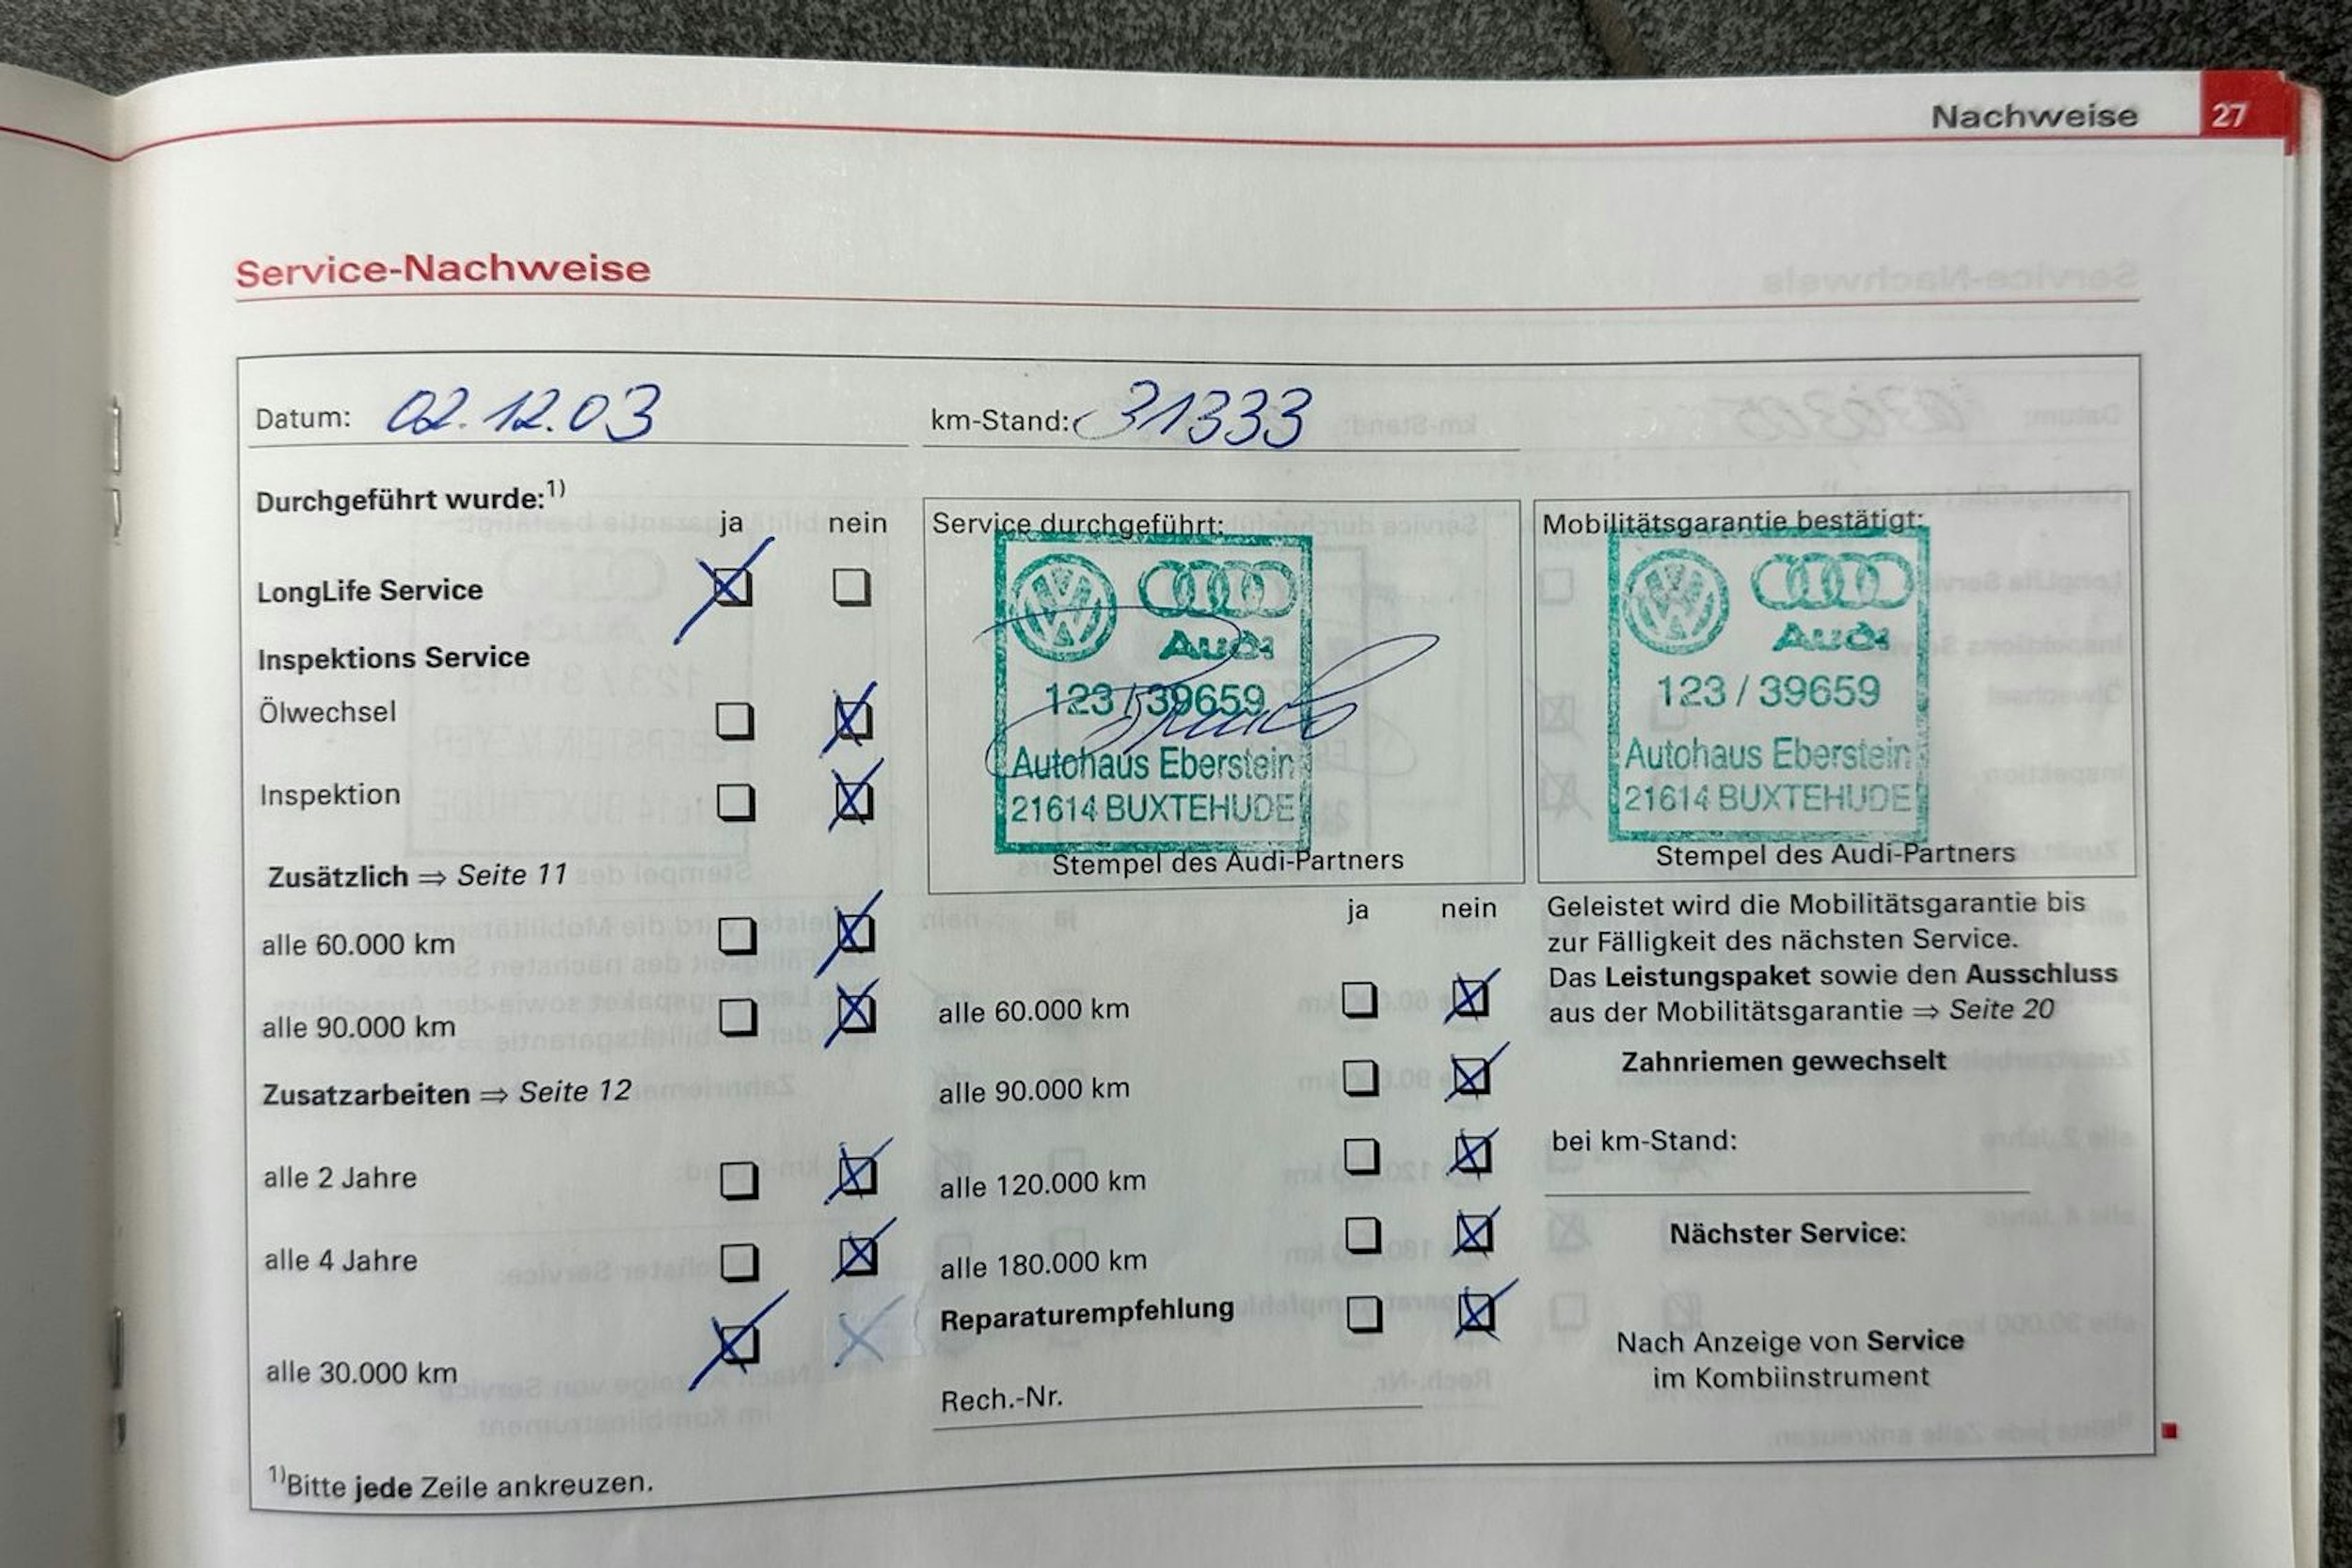 Nachweise 27
Service-Nachweise
Datum: 02.12.03
km-Stand: 31333
Durchgeführt wurde:1)
ja nein
LongLife Service
Inspektions Service
Ölwechsel
Inspektion
Zusätzlich ⇒ Seite 11
alle 60.000 km
alle 90.000 km
Zusatzarbeiten ⇒ Seite 12
alle 2 Jahre
alle 4 Jahre
alle 30.000 km
Service durchgeführt:
Audi
123 / 39659
Autohaus Eberstein
21614 BUXTEHUDE
Stempel des Audi-Partners
ja nein
alle 60.000 km
alle 90.000 km
alle 120.000 km
alle 180.000 km
Reparaturempfehlung
Rech.-Nr.
Mobilitätsgarantie bestätigt:
Audi
123 / 39659
Autohaus Eberstein
21614 BUXTEHUDE
Stempel des Audi-Partners
Geleistet wird die Mobilitätsgarantie bis
zur Fälligkeit des nächsten Service.
Das Leistungspaket sowie den Ausschluss
aus der Mobilitätsgarantie ⇒ Seite 20
Zahnriemen gewechselt
bei km-Stand:
Nächster Service:
Nach Anzeige von Service
im Kombiinstrument
1)Bitte jede Zeile ankreuzen.